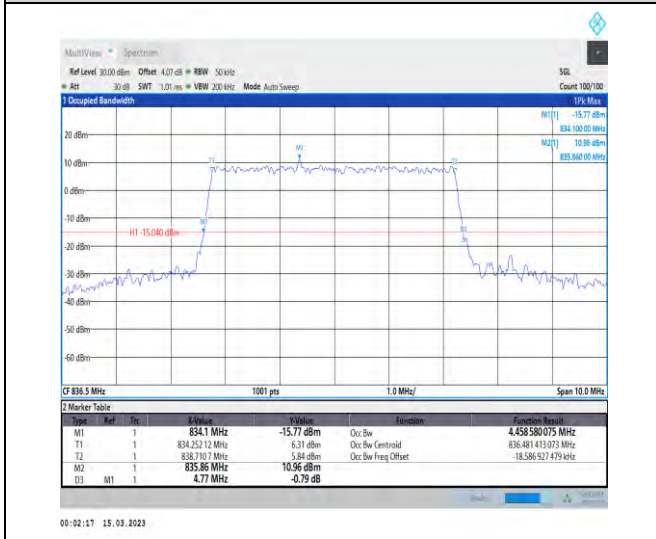 MultiView Spectrum
Ref Level 30.00 dBm Offset 4.07 dB RBW 50 kHz SGL
Att 30 dB SWT 1.01 ms VBW 200 kHz Mode Auto Sweep Count 100/100
1 Occupied Bandwidth 1Pk Max
M1[1] -15.77 dBm
834.100 00 MHz
M2[1] 10.96 dBm
835.860 00 MHz
20 dBm
M2
10 dBm
T1 T2
0 dBm
-10 dBm
M1
H1 -15.040 dBm
D3
-20 dBm
-30 dBm
-40 dBm
-50 dBm
-60 dBm
CF 836.5 MHz 1001 pts 1.0 MHz/ Span 10.0 MHz
2 Marker Table
Type Ref Trc X-Value Y-Value Function Function Result
M1 1 834.1 MHz -15.77 dBm Occ Bw 4.458 580 075 MHz
T1 1 834.252 12 MHz 6.31 dBm Occ Bw Centroid 836.481 413 073 MHz
T2 1 838.710 7 MHz 5.84 dBm Occ Bw Freq Offset -18.586 927 479 kHz
M2 1 835.86 MHz 10.96 dBm
D3 M1 1 4.77 MHz -0.79 dB
00:02:17 15.03.2023